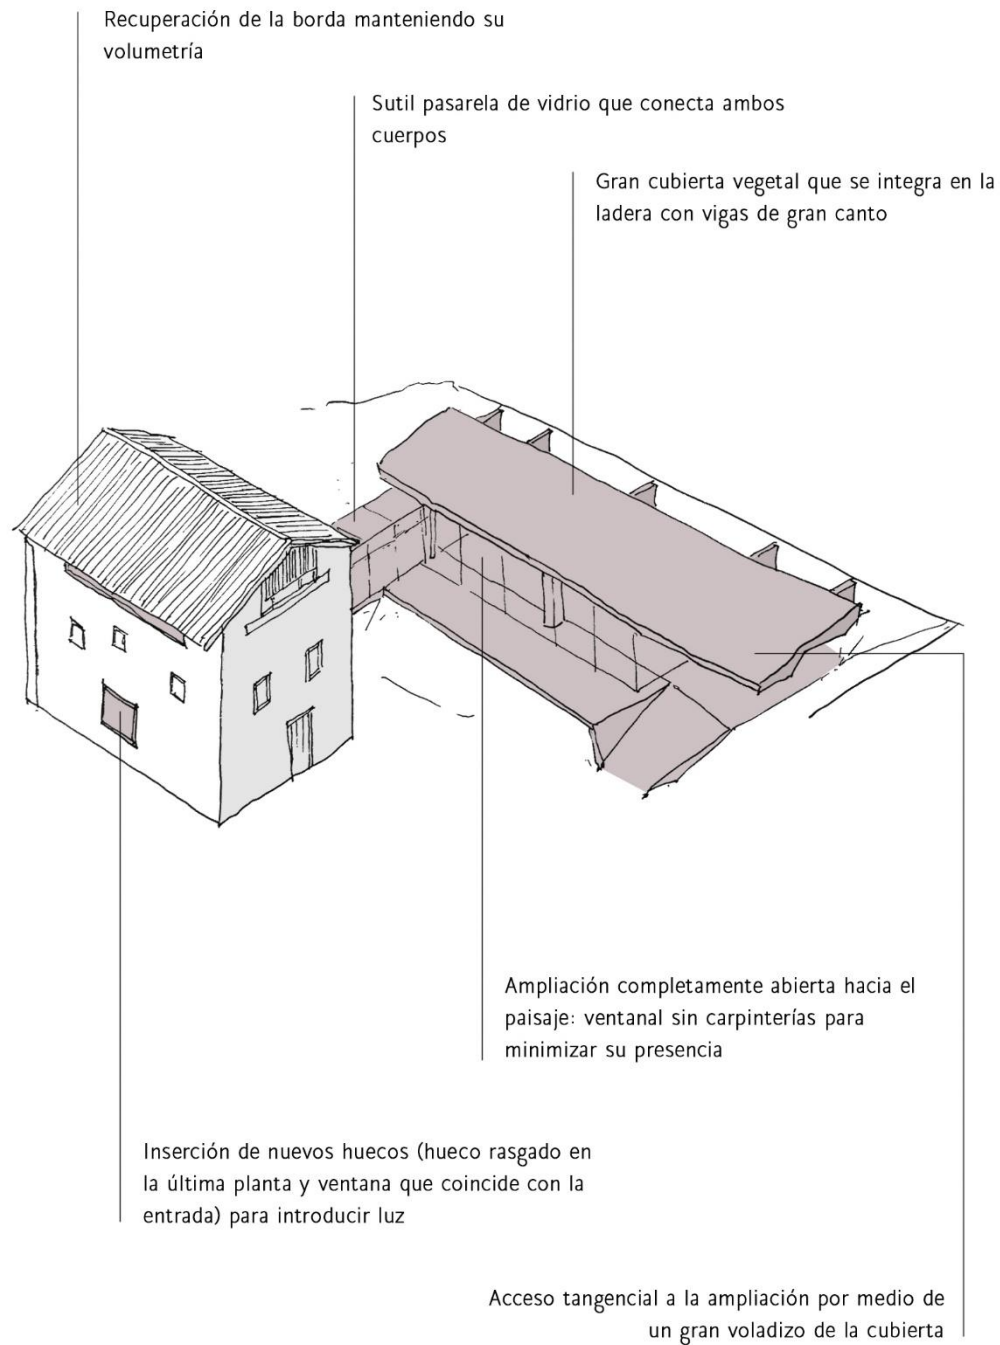 Recuperación de la borda manteniendo su
volumetría
Sutil pasarela de vidrio que conecta ambos
cuerpos
Gran cubierta vegetal que se integra en la
ladera con vigas de gran canto
Ampliación completamente abierta hacia el
paisaje: ventanal sin carpinterías para
minimizar su presencia
Inserción de nuevos huecos (hueco rasgado en
la última planta y ventana que coincide con la
entrada) para introducir luz
Acceso tangencial a la ampliación por medio de
un gran voladizo de la cubierta